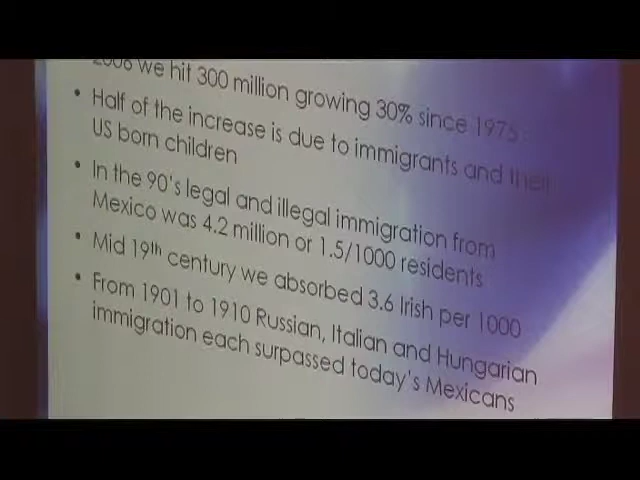 2006 we hit 300 million growing 30% since 1975
• Half of the increase is due to immigrants and their
US born children
• In the 90's legal and illegal immigration from
Mexico was 4.2 million or 1.5/1000 residents
• Mid 19th century we absorbed 3.6 Irish per 1000
• From 1901 to 1910 Russian, Italian and Hungarian
immigration each surpassed today's Mexicans